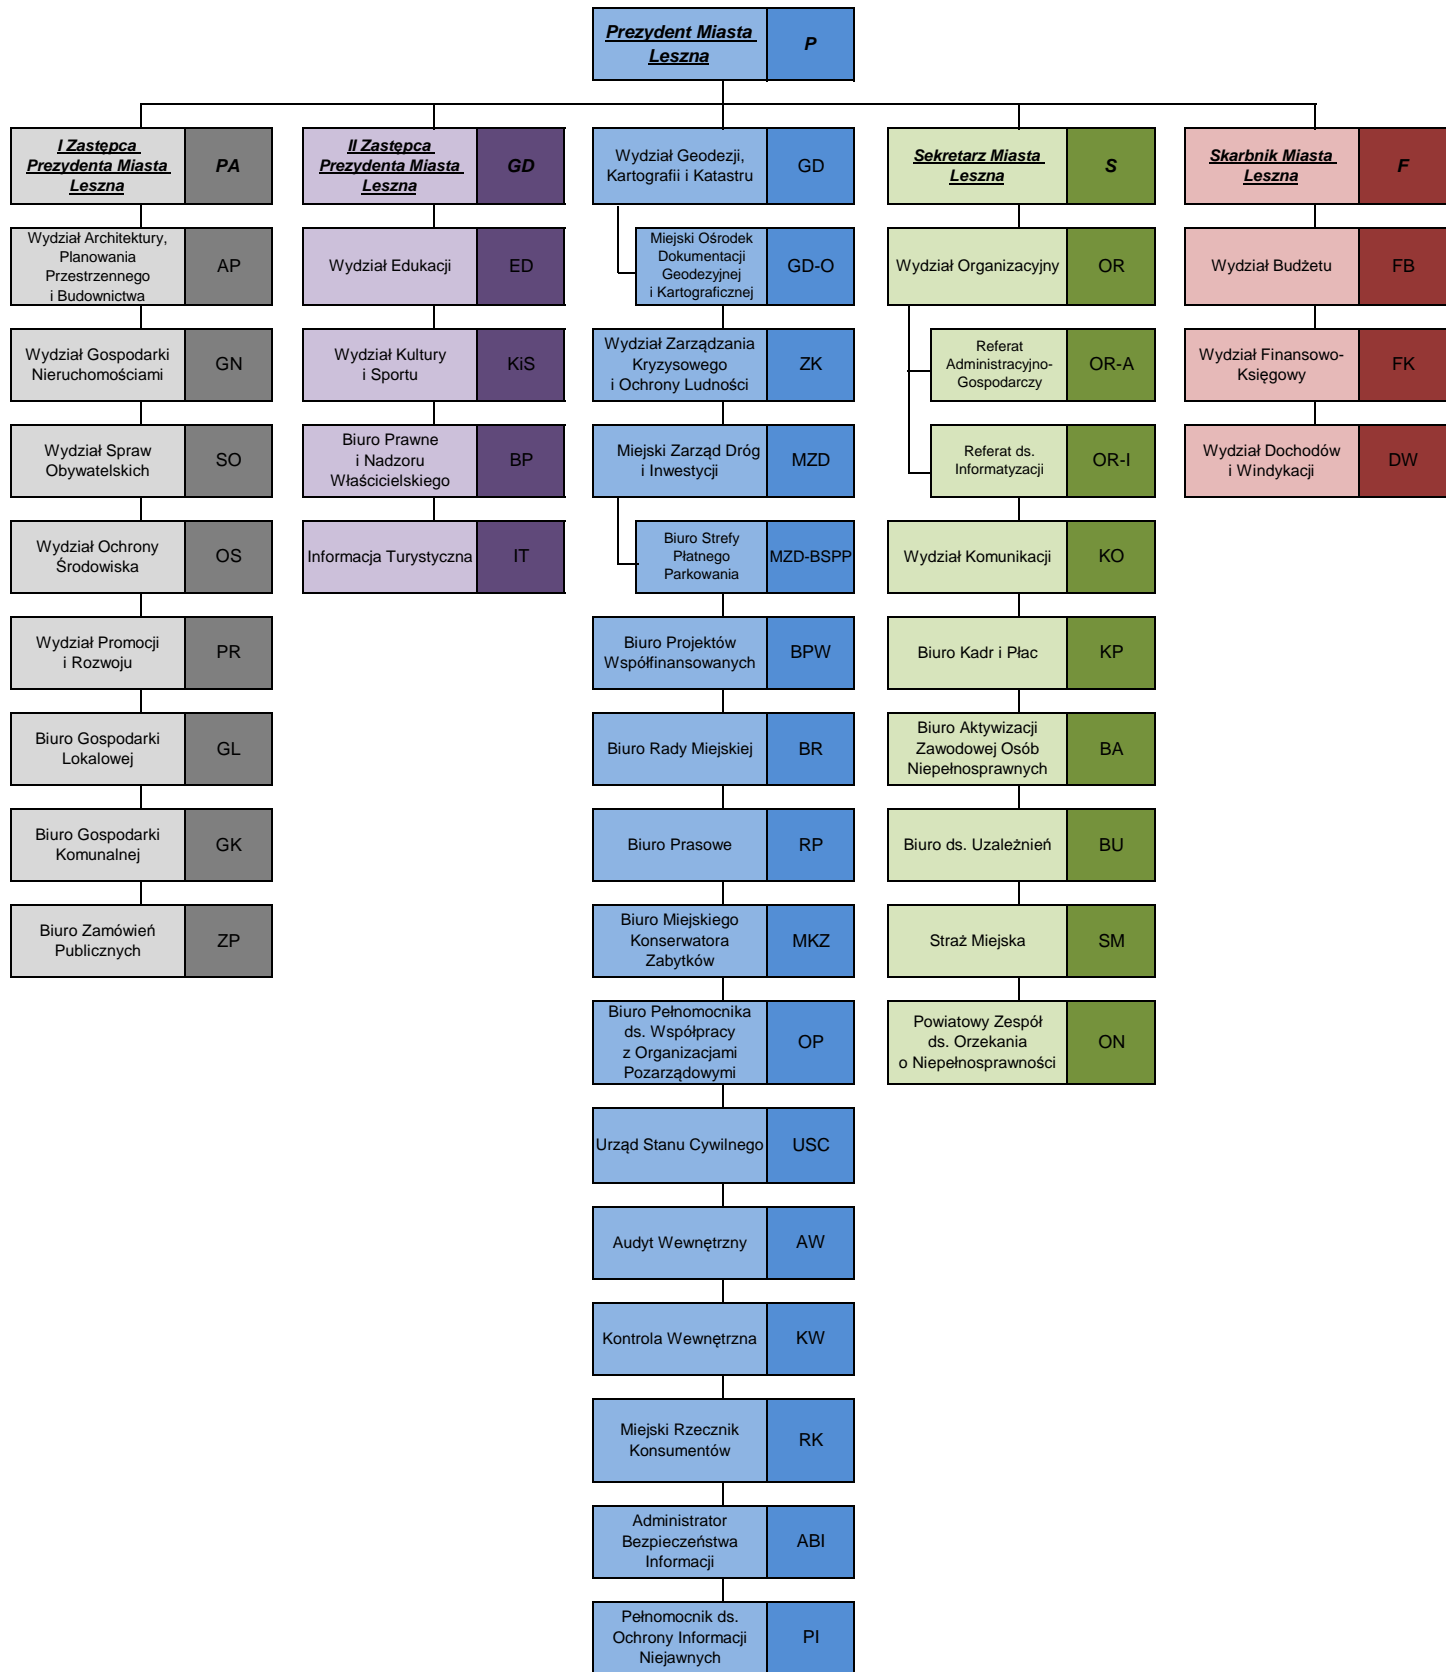 Prezydent Miasta
Leszna
P
I Zastępca
Prezydenta Miasta
Leszna
PA
Wydział Architektury,
Planowania
Przestrzennego
i Budownictwa
AP
Wydział Gospodarki
Nieruchomościami
GN
Wydział Spraw
Obywatelskich
SO
Wydział Ochrony
Środowiska
OS
Wydział Promocji
i Rozwoju
PR
Biuro Gospodarki
Lokalowej
GL
Biuro Gospodarki
Komunalnej
GK
Biuro Zamówień
Publicznych
ZP
II Zastępca
Prezydenta Miasta
Leszna
GD
Wydział Edukacji
ED
Wydział Kultury
i Sportu
KiS
Biuro Prawne
i Nadzoru
Właścicielskiego
BP
Informacja Turystyczna
IT
Wydział Geodezji,
Kartografii i Katastru
GD
Miejski Ośrodek
Dokumentacji
Geodezyjnej
i Kartograficznej
GD-O
Wydział Zarządzania
Kryzysowego
i Ochrony Ludności
ZK
Miejski Zarząd Dróg
i Inwestycji
MZD
Biuro Strefy
Płatnego
Parkowania
MZD-BSPP
Biuro Projektów
Współfinansowanych
BPW
Biuro Rady Miejskiej
BR
Biuro Prasowe
RP
Biuro Miejskiego
Konserwatora
Zabytków
MKZ
Biuro Pełnomocnika
ds. Współpracy
z Organizacjami
Pozarządowymi
OP
Urząd Stanu Cywilnego
USC
Audyt Wewnętrzny
AW
Kontrola Wewnętrzna
KW
Miejski Rzecznik
Konsumentów
RK
Administrator
Bezpieczeństwa
Informacji
ABI
Pełnomocnik ds.
Ochrony Informacji
Niejawnych
PI
Sekretarz Miasta
Leszna
S
Wydział Organizacyjny
OR
Referat
Administracyjno-
Gospodarczy
OR-A
Referat ds.
Informatyzacji
OR-I
Wydział Komunikacji
KO
Biuro Kadr i Płac
KP
Biuro Aktywizacji
Zawodowej Osób
Niepełnosprawnych
BA
Biuro ds. Uzależnień
BU
Straż Miejska
SM
Powiatowy Zespół
ds. Orzekania
o Niepełnosprawności
ON
Skarbnik Miasta
Leszna
F
Wydział Budżetu
FB
Wydział Finansowo-
Księgowy
FK
Wydział Dochodów
i Windykacji
DW